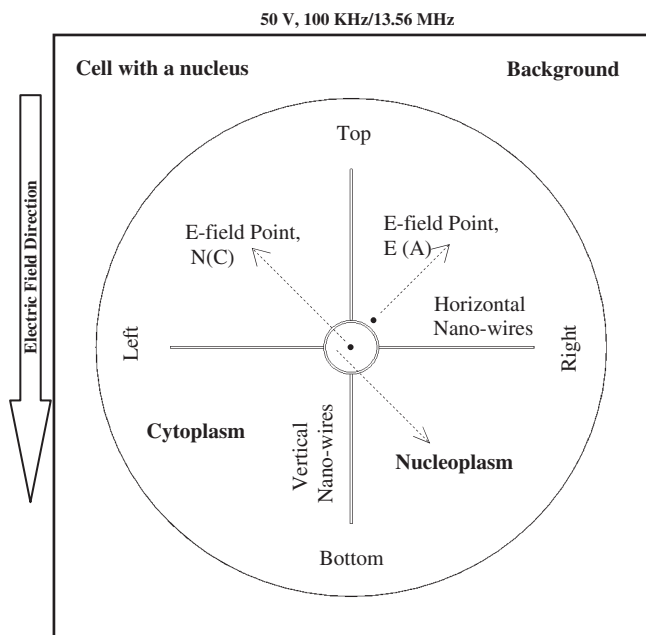 50 V, 100 KHz/13.56 MHz
Cell with a nucleus
Background
Electric Field Direction
Top
E-field Point,
N(C)
E-field Point,
E (A)
Horizontal
Nano-wires
Left
Right
Cytoplasm
Vertical
Nano-wires
Nucleoplasm
Bottom